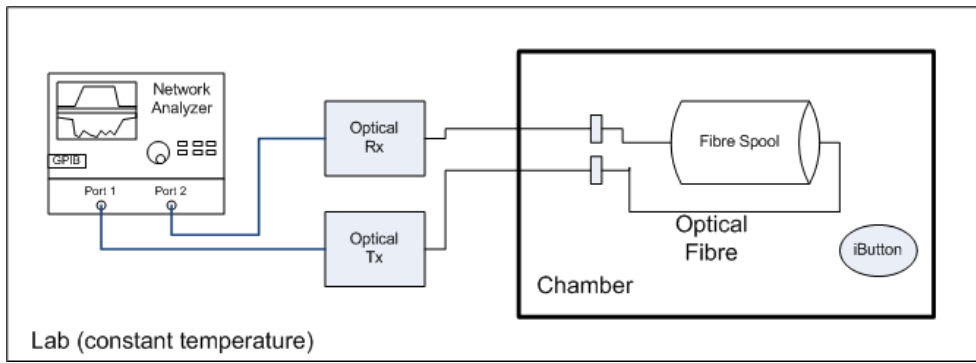 Network
Analyzer
GPIB
Port 1
Port 2
Optical
Rx
Optical
Tx
Fibre Spool
Optical
Fibre
iButton
Chamber
Lab (constant temperature)